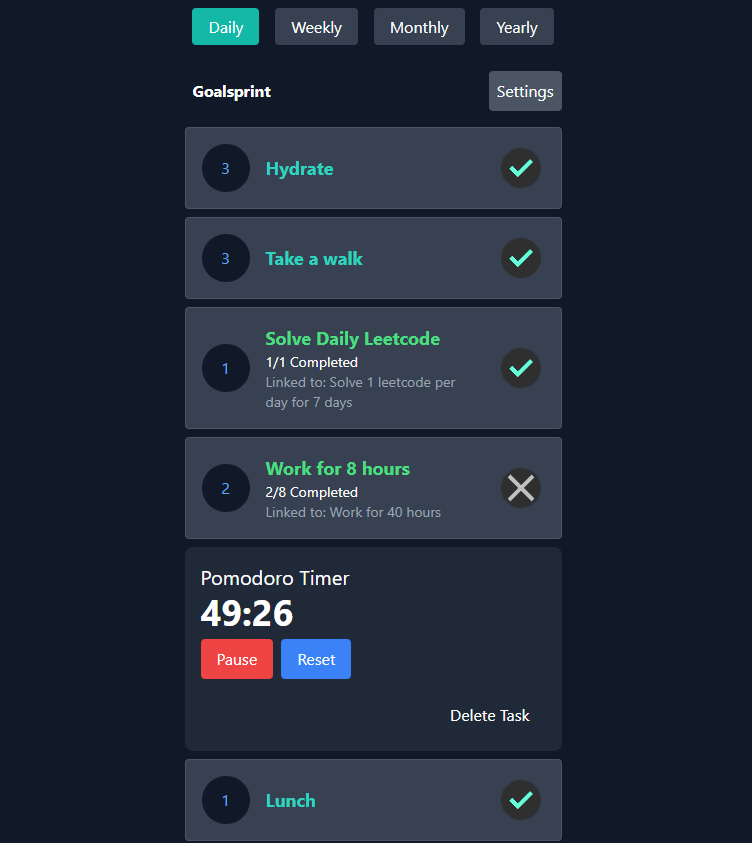 Daily Weekly Monthly Yearly
Goalsprint Settings
3 Hydrate
3 Take a walk
Solve Daily Leetcode
1 1/1 Completed
Linked to: Solve 1 leetcode per
day for 7 days
Work for 8 hours
2 2/8 Completed
Linked to: Work for 40 hours
Pomodoro Timer
49:26
Pause Reset
Delete Task
1 Lunch